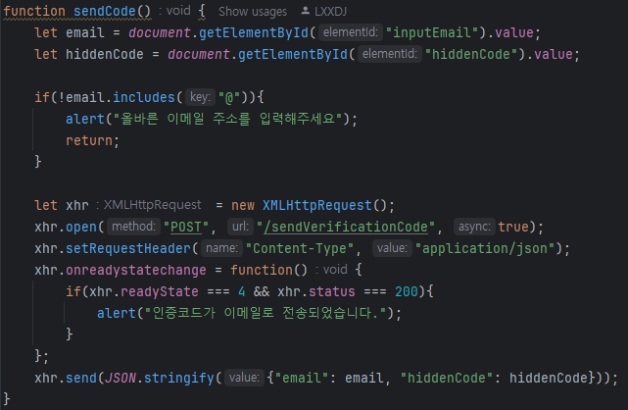 function sendCode() : void { Show usages LXXDJ
let email = document.getElementById( elementId: "inputEmail").value;
let hiddenCode = document.getElementById( elementId: "hiddenCode").value;
if(!email.includes( key: "@")){
alert("올바른 이메일 주소를 입력해주세요");
return;
}
let xhr : XMLHttpRequest = new XMLHttpRequest();
xhr.open( method: "POST", url: "/sendVerificationCode", async: true);
xhr.setRequestHeader( name: "Content-Type", value: "application/json");
xhr.onreadystatechange = function() : void {
if(xhr.readyState === 4 && xhr.status === 200){
alert("인증코드가 이메일로 전송되었습니다.");
}
};
xhr.send(JSON.stringify( value: {"email": email, "hiddenCode": hiddenCode}));
}